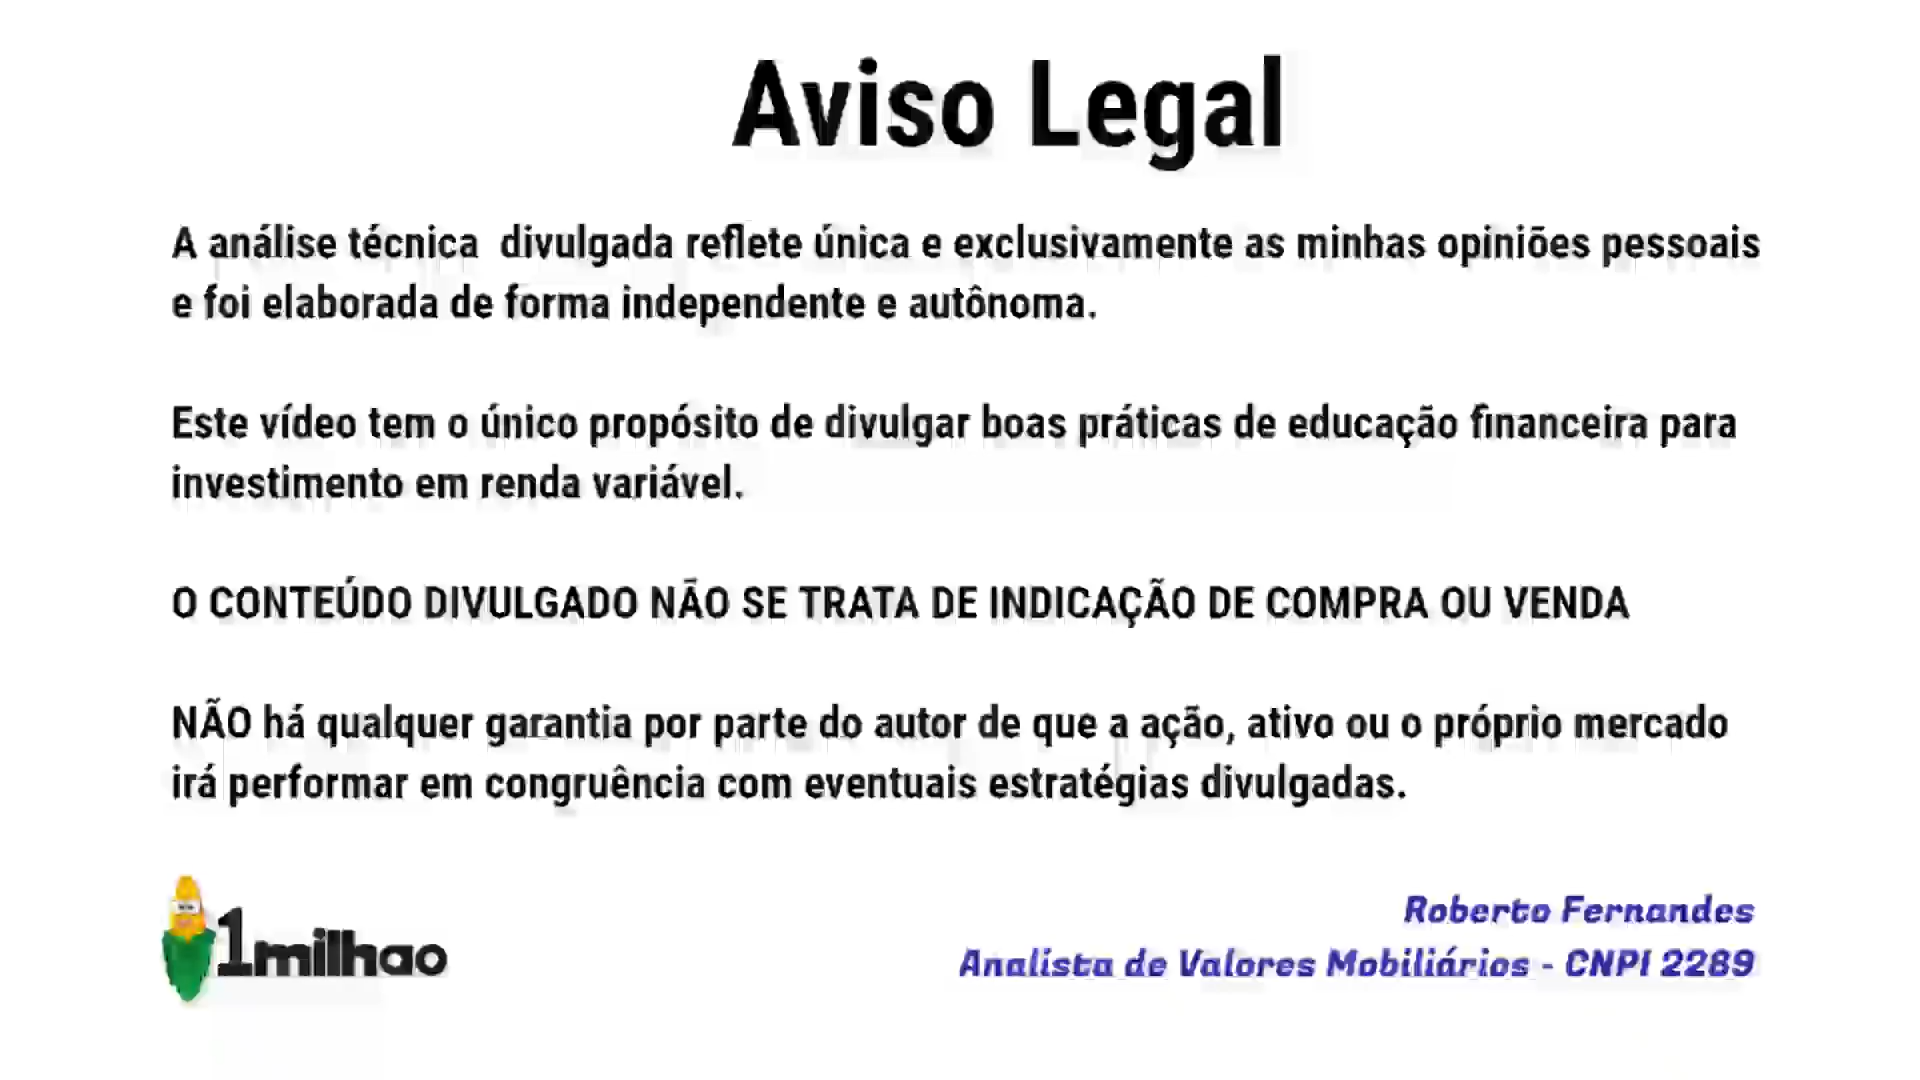 Aviso Legal
A análise técnica divulgada reflete única e exclusivamente as minhas opiniões pessoais
e foi elaborada de forma independente e autônoma.
Este vídeo tem o único propósito de divulgar boas práticas de educação financeira para
investimento em renda variável.
O CONTEÚDO DIVULGADO NÃO SE TRATA DE INDICAÇÃO DE COMPRA OU VENDA
NÃO há qualquer garantia por parte do autor de que a ação, ativo ou o próprio mercado
irá performar em congruência com eventuais estratégias divulgadas.
1milhao
Roberto Fernandes
Analista de Valores Mobiliários - CNPI 2289